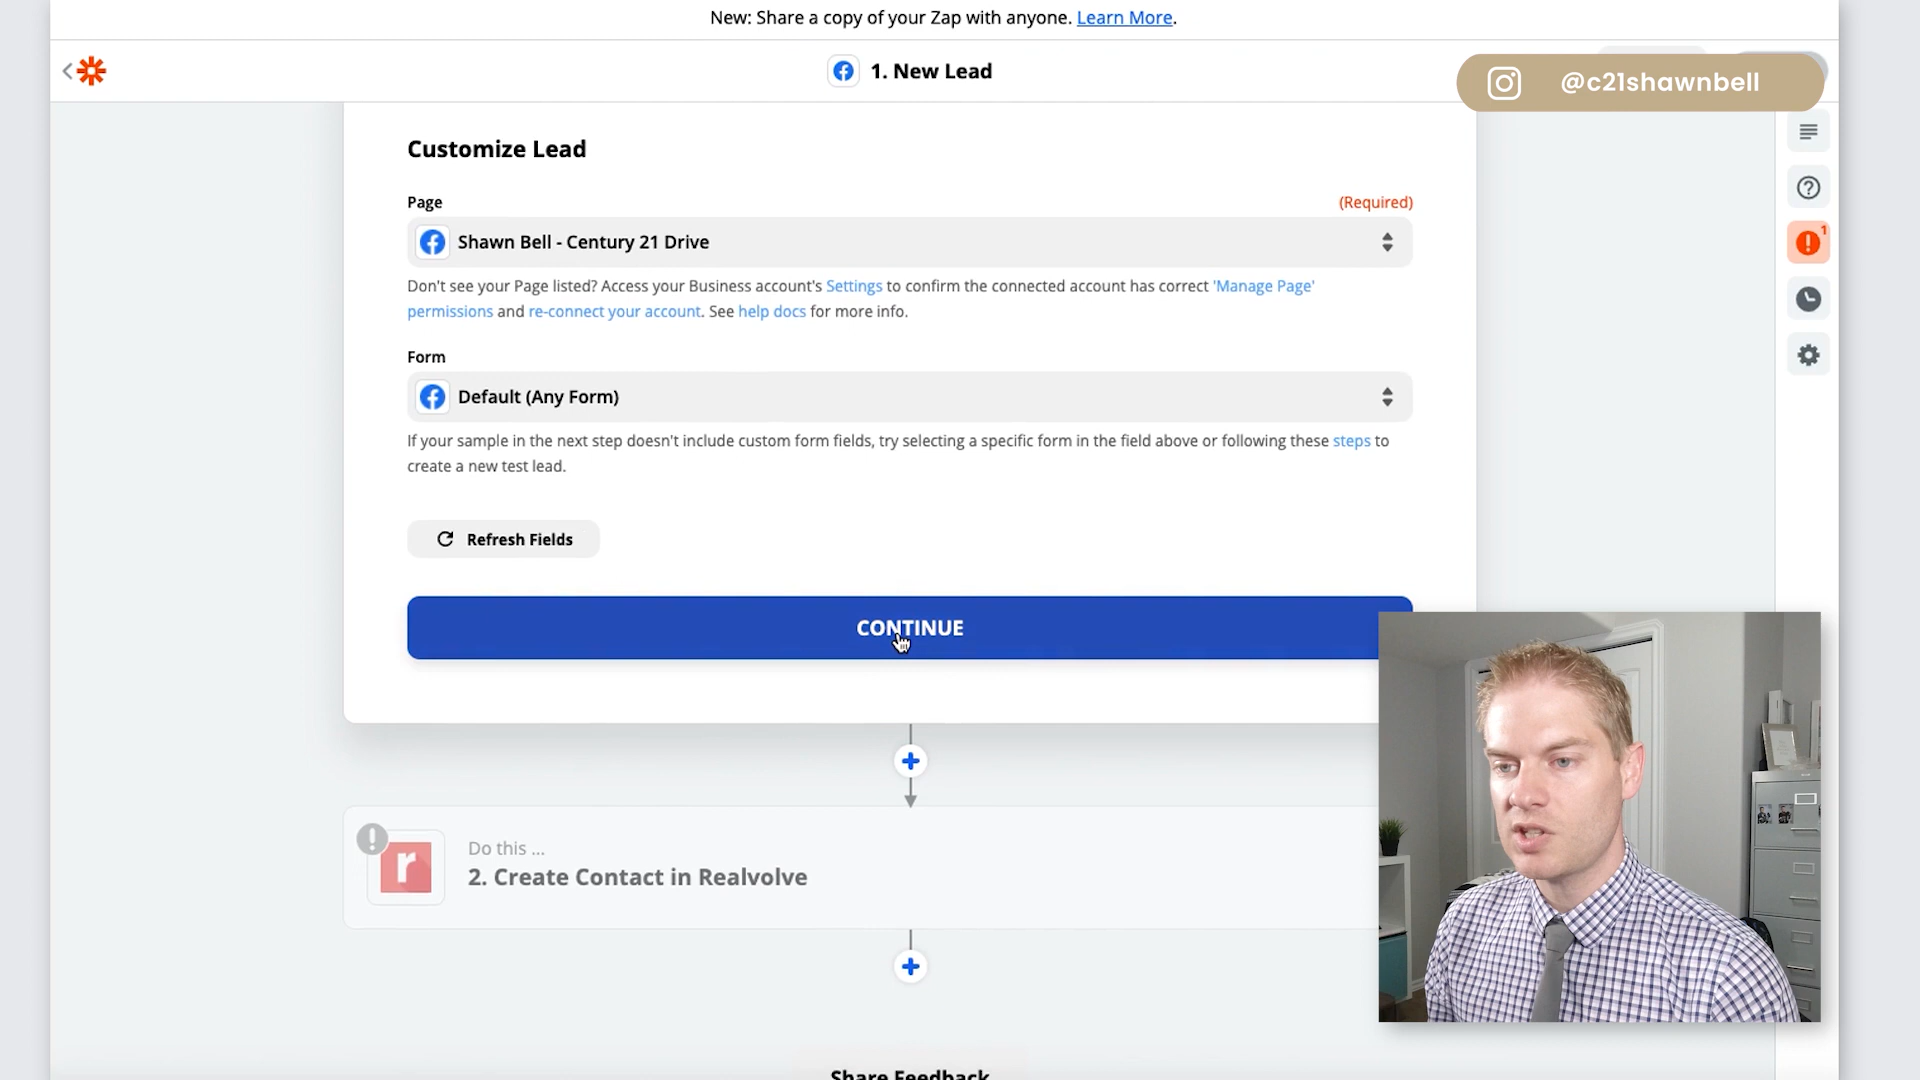 New: Share a copy of your Zap with anyone. Learn More.
1. New Lead
@c21shawnbell
Customize Lead
Page
(Required)
Shawn Bell - Century 21 Drive
Don't see your Page listed? Access your Business account's Settings to confirm the connected account has correct 'Manage Page'
permissions and re-connect your account. See help docs for more info.
Form
Default (Any Form)
If your sample in the next step doesn't include custom form fields, try selecting a specific form in the field above or following these steps to
create a new test lead.
Refresh Fields
CONTINUE
Do this ...
2. Create Contact in Realvolve
r
1
Share Feedback